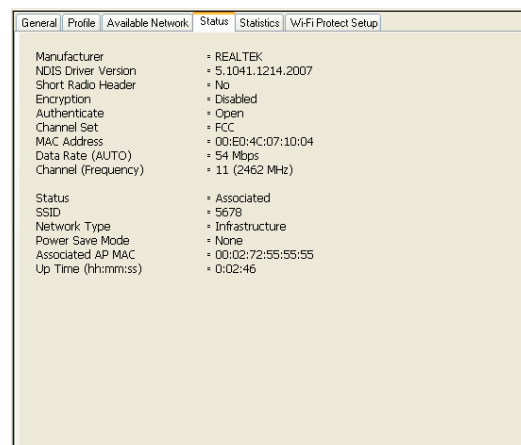 General Profile Available Network Status Statistics Wi-Fi Protect Setup
Manufacturer = REALTEK
NDIS Driver Version = 5.1041.1214.2007
Short Radio Header = No
Encryption = Disabled
Authenticate = Open
Channel Set = FCC
MAC Address = 00:E0:4C:07:10:04
Data Rate (AUTO) = 54 Mbps
Channel (Frequency) = 11 (2462 MHz)
Status = Associated
SSID = 5678
Network Type = Infrastructure
Power Save Mode = None
Associated AP MAC = 00:02:72:55:55:55
Up Time (hh:mm:ss) = 0:02:46